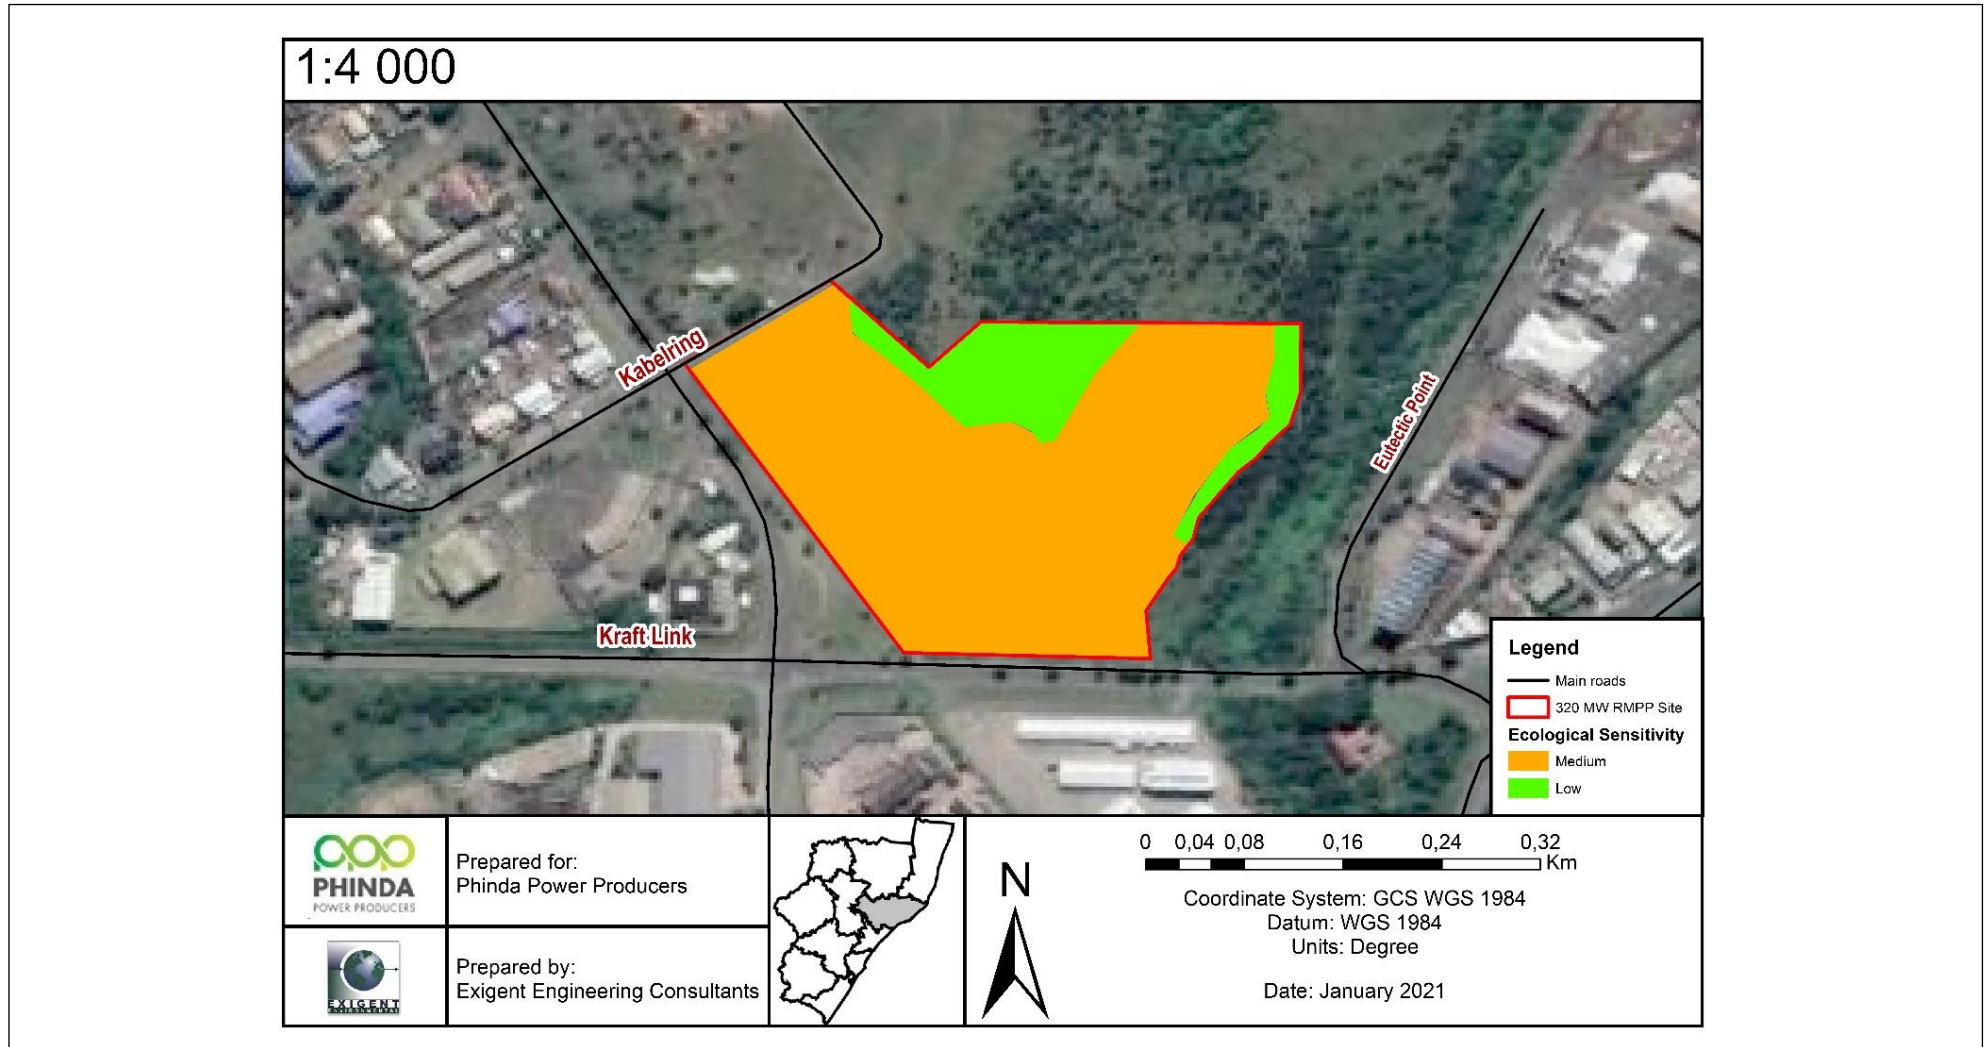 1:4 000
Kabelring
Eutectic Point
Kraft Link
Legend
Main roads
320 MW RMPP Site
Ecological Sensitivity
Medium
Low
PHINDA
POWER PRODUCERS
Prepared for:
Phinda Power Producers
EXIGENT
ENVIRONMENTAL
Prepared by:
Exigent Engineering Consultants
N
0 0,04 0,08 0,16 0,24 0,32
Km
Coordinate System: GCS WGS 1984
Datum: WGS 1984
Units: Degree
Date: January 2021